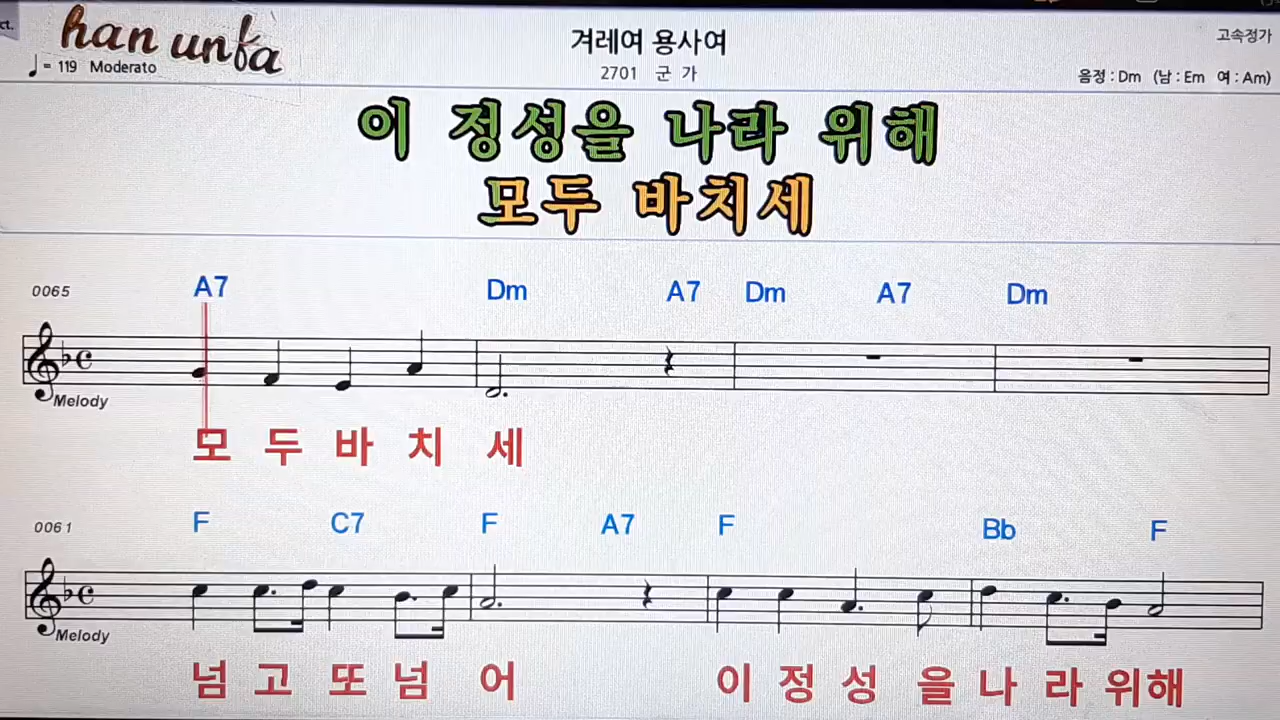 ct.
han unfa
♩= 119 Moderato
겨레여 용사여
2701 군 가
고속정가
음정 : Dm (남 : Em 여 : Am)
이 정성을 나라 위해
모두 바치세
0065
A7 Dm A7 Dm A7 Dm
Melody
모 두 바 치 세
0061
F C7 F A7 F Bb F
Melody
넘 고 또 넘 어 이 정 성 을 나 라 위해